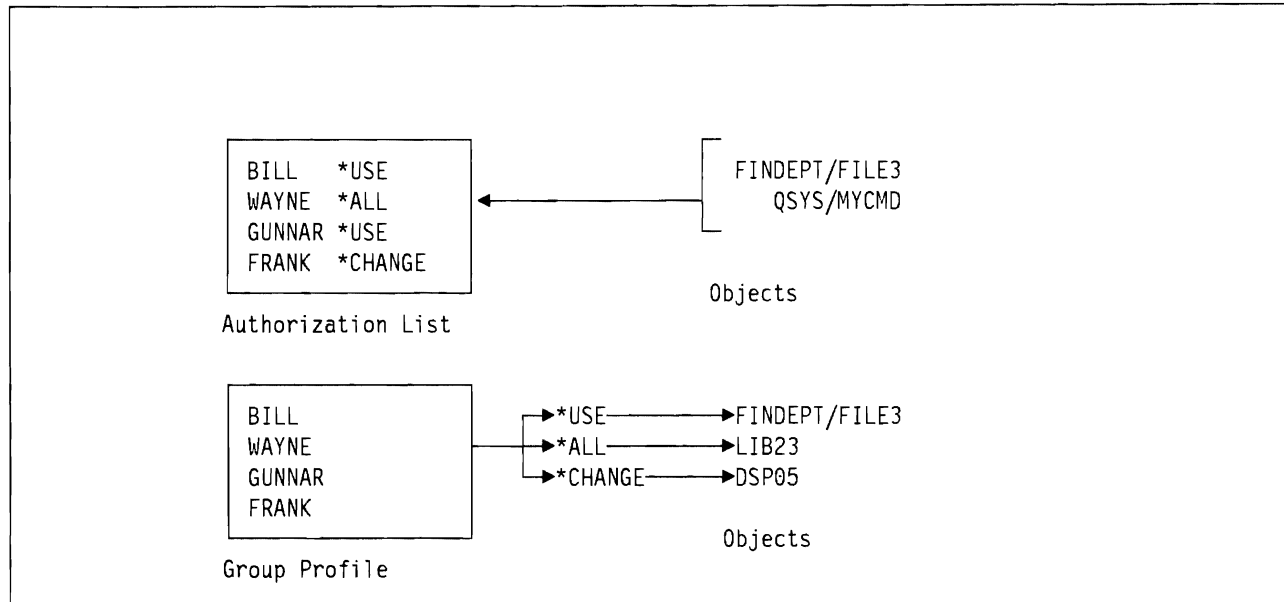 BILL *USE
WAYNE *ALL
GUNNAR *USE
FRANK *CHANGE
Authorization List
FINDEPT/FILE3
QSYS/MYCMD
Objects
BILL
WAYNE
GUNNAR
FRANK
Group Profile
*USE FINDEPT/FILE3
*ALL LIB23
*CHANGE DSP05
Objects